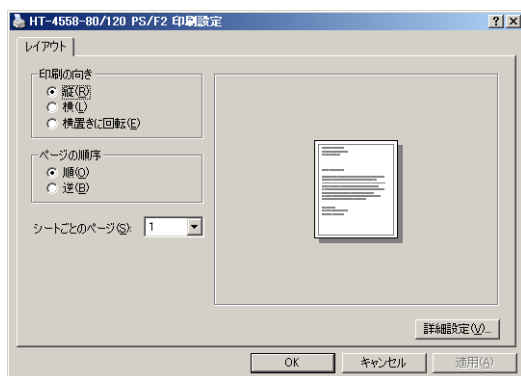 HT-4558-80/120 PS/F2 印刷設定
レイアウト
印刷の向き
縦(R)
横(L)
横置きに回転(E)
ページの順序
順(O)
逆(B)
シートごとのページ(S): 1
詳細設定(V)...
OK キャンセル 適用(A)